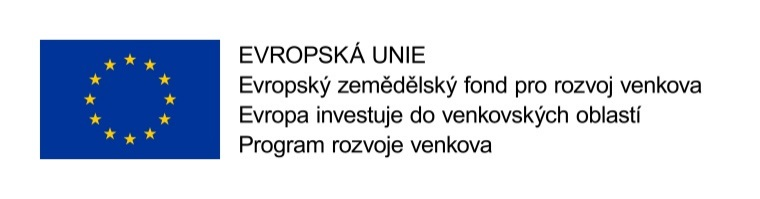 EVROPSKÁ UNIE
Evropský zemědělský fond pro rozvoj venkova
Evropa investuje do venkovských oblastí
Program rozvoje venkova